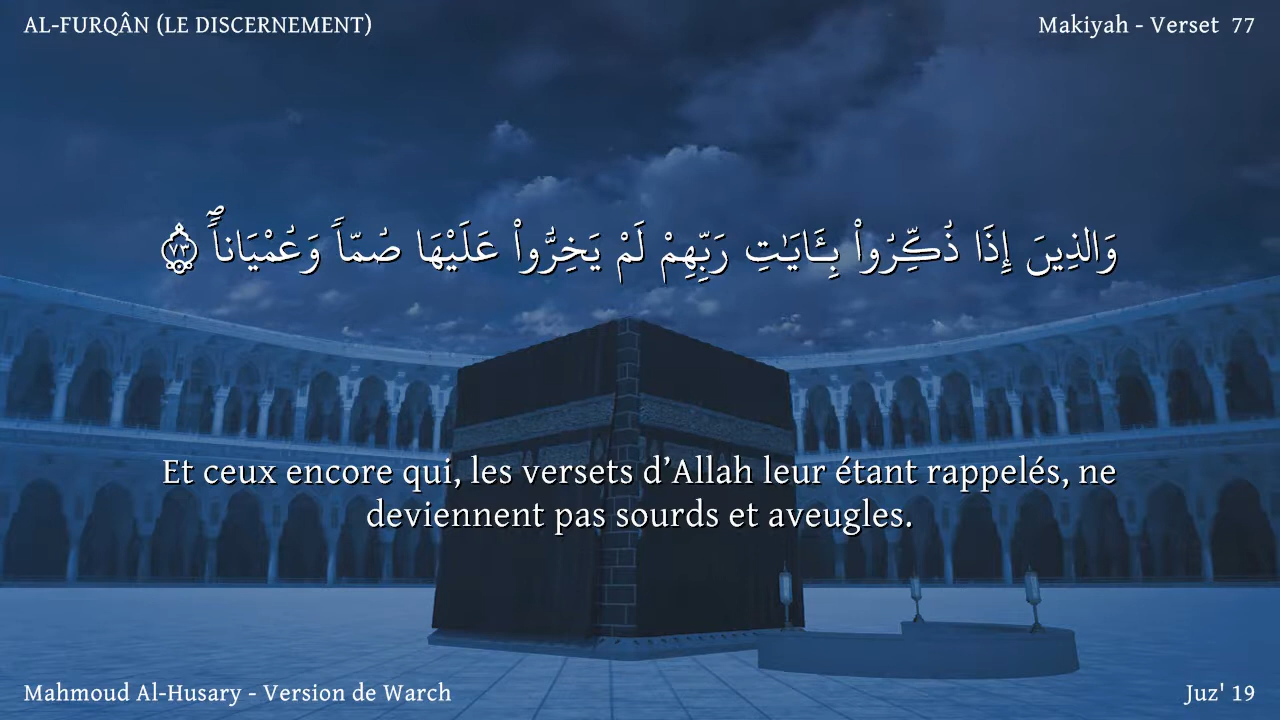 AL-FURQÂN (LE DISCERNEMENT)
Makiyah - Verset 77
وَالذِينَ إِذَا ذُكِّرُواْ بِـَٔايَٰتِ رَبِّهِمْ لَمْ يَخِرُّواْ عَلَيْهَا صُمّاً وَعُمْيَاناًۖ ٧٣
Et ceux encore qui, les versets d’Allah leur étant rappelés, ne
deviennent pas sourds et aveugles.
Mahmoud Al-Husary - Version de Warch
Juz' 19